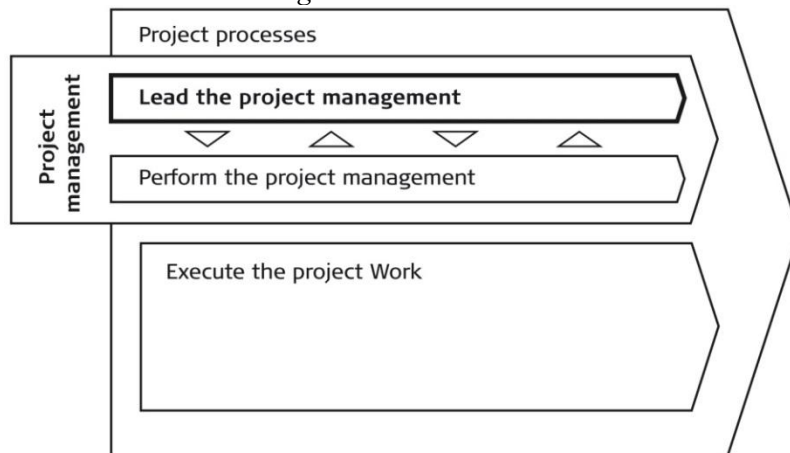 Project processes
Project
management
Lead the project management
Perform the project management
Execute the project Work